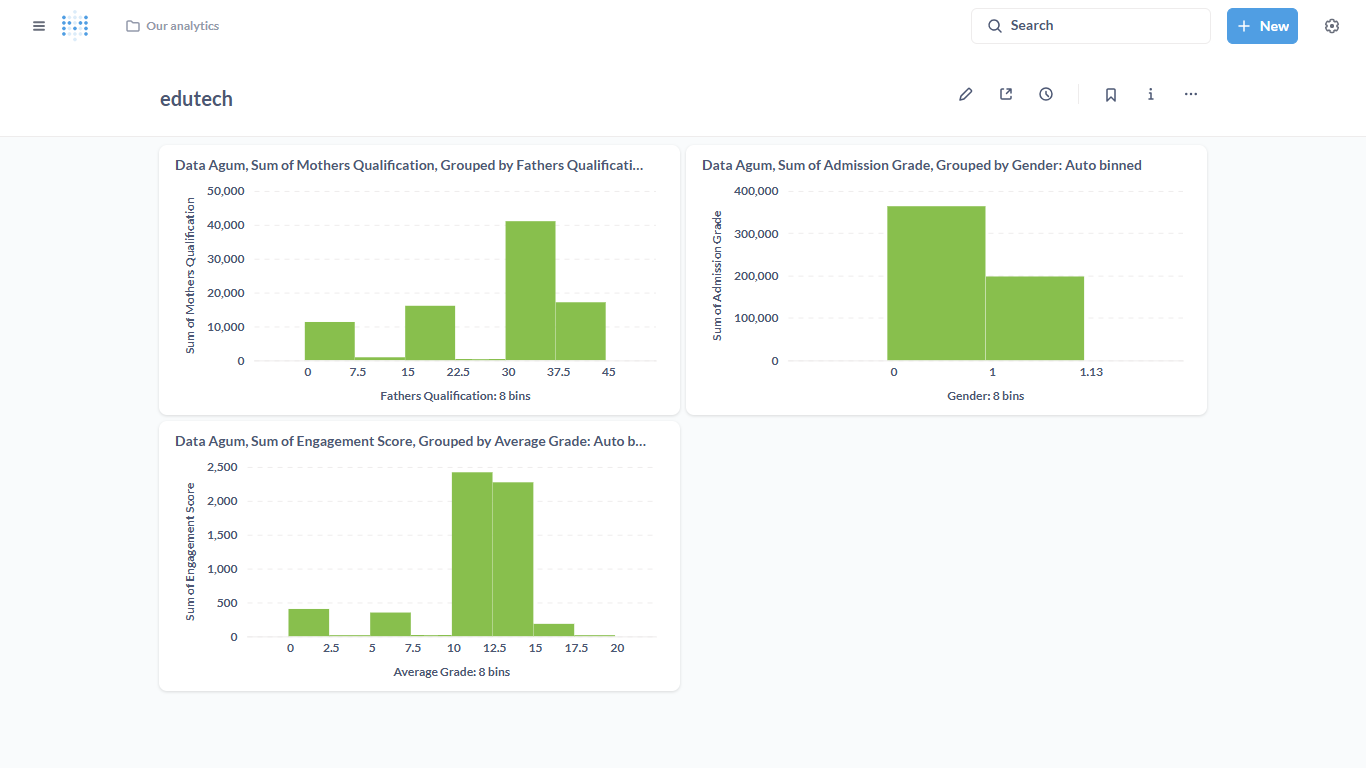 Our analytics
Search
New
edutech
Data Agum, Sum of Mothers Qualification, Grouped by Fathers Qualificati...
Sum of Mothers Qualification
50,000
40,000
30,000
20,000
10,000
0
0 7.5 15 22.5 30 37.5 45
Fathers Qualification: 8 bins
Data Agum, Sum of Admission Grade, Grouped by Gender: Auto binned
Sum of Admission Grade
400,000
300,000
200,000
100,000
0
0 1 1.13
Gender: 8 bins
Data Agum, Sum of Engagement Score, Grouped by Average Grade: Auto b...
Sum of Engagement Score
2,500
2,000
1,500
1,000
500
0
0 2.5 5 7.5 10 12.5 15 17.5 20
Average Grade: 8 bins